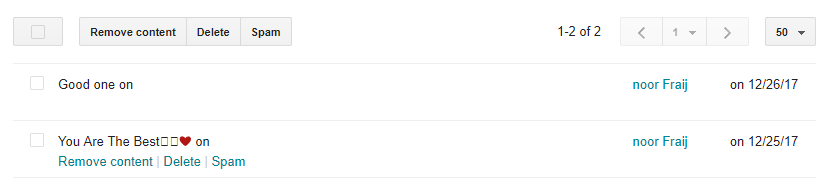 Remove content Delete Spam 1-2 of 2 1 50
Good one on noor Fraij on 12/26/17
You Are The Best▯▯❤ on noor Fraij on 12/25/17
Remove content | Delete | Spam